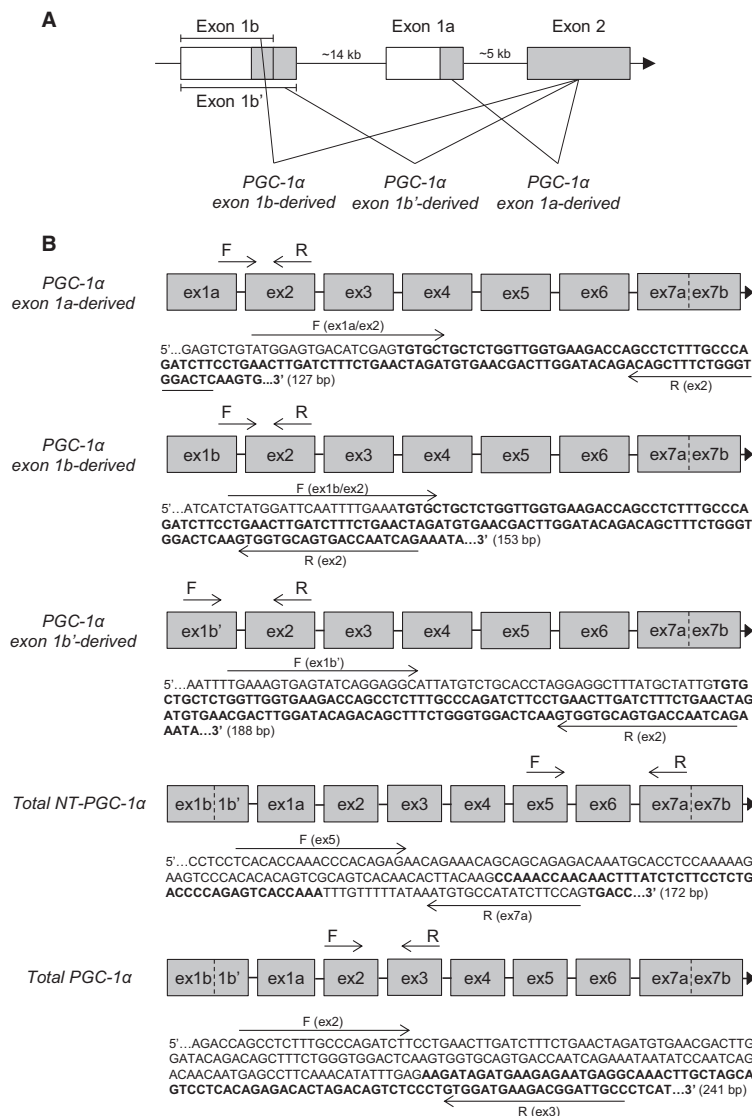 A
Exon 1b Exon 1a Exon 2
~14 kb ~5 kb
Exon 1b’
PGC-1α PGC-1α PGC-1α
exon 1b-derived exon 1b’-derived exon 1a-derived
B
F R
PGC-1α
exon 1a-derived
ex1a ex2 ex3 ex4 ex5 ex6 ex7a ex7b
F (ex1a/ex2)
5’...GAGTCTGTATGGAGTGACATCGAGTGTGCTGCTCTGGTTGGTGAAGACCAGCCTCTTTGCCCA
GATCTTCCTGAACTTGATCTTTCTGAACTAGATGTGAACGACTTGGATACAGACAGCTTTCTGGGT
GGACTCAAGTG...3’ (127 bp)
R (ex2)
F R
PGC-1α
exon 1b-derived
ex1b ex2 ex3 ex4 ex5 ex6 ex7a ex7b
F (ex1b/ex2)
5’...ATCATCTATGGATTCAATTTTGAAATGTGCTGCTCTGGTTGGTGAAGACCAGCCTCTTTGCCCA
GATCTTCCTGAACTTGATCTTTCTGAACTAGATGTGAACGACTTGGATACAGACAGCTTTCTGGGT
GGACTCAAGTGGTGCAGTGACCAATCAGAAATA...3’ (153 bp)
R (ex2)
F R
PGC-1α
exon 1b’-derived
ex1b’ ex2 ex3 ex4 ex5 ex6 ex7a ex7b
F (ex1b’)
5’...AATTTTGAAAGTGAGTATCAGGAGGCATTATGTCTGCACCTAGGAGGCTTTATGCTATTGTGTG
CTGCTCTGGTTGGTGAAGACCAGCCTCTTTGCCCAGATCTTCCTGAACTTGATCTTTCTGAACTAG
ATGTGAACGACTTGGATACAGACAGCTTTCTGGGTGGACTCAAGTGGTGCAGTGACCAATCAGA
AATA...3’ (188 bp)
R (ex2)
F R
Total NT-PGC-1α
ex1b 1b’ ex1a ex2 ex3 ex4 ex5 ex6 ex7a ex7b
F (ex5)
5’...CCTCCTCACACCAAACCCACAGAGAACAGAAACAGCAGCAGAGACAAATGCACCTCCAAAAAG
AAGTCCCACACACAGTCGCAGTCACAACACTTACAAGCCAAACCAACAACTTTATCTCTTCCTCTG
ACCCCAGAGTCACCAAATTTGTTTTTATAAATGTGCCATATCTTCCAGTGACC...3’ (172 bp)
R (ex7a)
F R
Total PGC-1α
ex1b 1b’ ex1a ex2 ex3 ex4 ex5 ex6 ex7a ex7b
F (ex2)
5’...AGACCAGCCTCTTTGCCCAGATCTTCCTGAACTTGATCTTTCTGAACTAGATGTGAACGACTTG
GATACAGACAGCTTTCTGGGTGGACTCAAGTGGTGCAGTGACCAATCAGAAATAATATCCAATCAG
ACAACAATGAGCCTTCAAACATATTTGAGAAGATAGATGAAGAGAATGAGGCAAACTTGCTAGCA
GTCCTCACAGAGACACTAGACAGTCTCCCTGTGGATGAAGACGGATTGCCCTCAT...3’ (241 bp)
R (ex3)